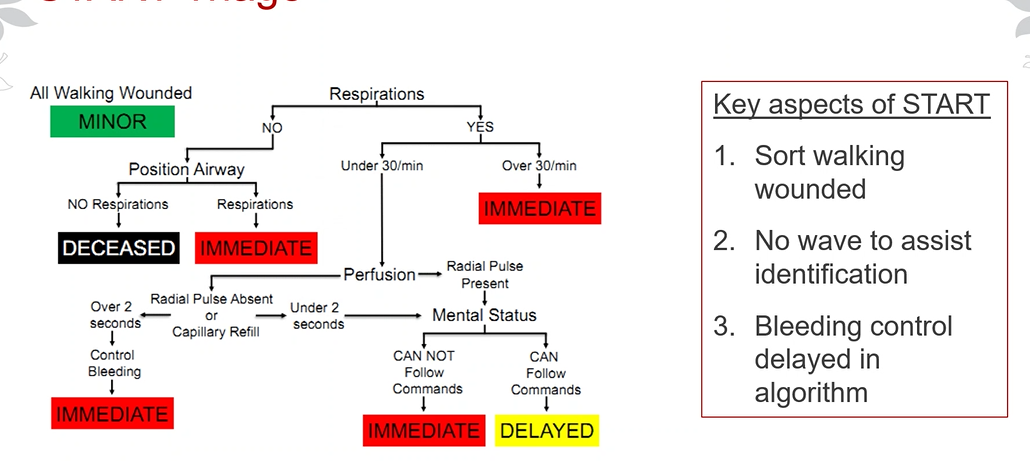 All Walking Wounded
MINOR
Respirations
NO
YES
Position Airway
Under 30/min
Over 30/min
NO Respirations
Respirations
IMMEDIATE
DECEASED
IMMEDIATE
Perfusion
Radial Pulse
Present
Over 2
seconds
Radial Pulse Absent
or
Capillary Refill
Under 2
seconds
Mental Status
Control
Bleeding
CAN NOT
Follow
Commands
CAN
Follow
Commands
IMMEDIATE
IMMEDIATE
DELAYED
Key aspects of START
1. Sort walking
wounded
2. No wave to assist
identification
3. Bleeding control
delayed in
algorithm